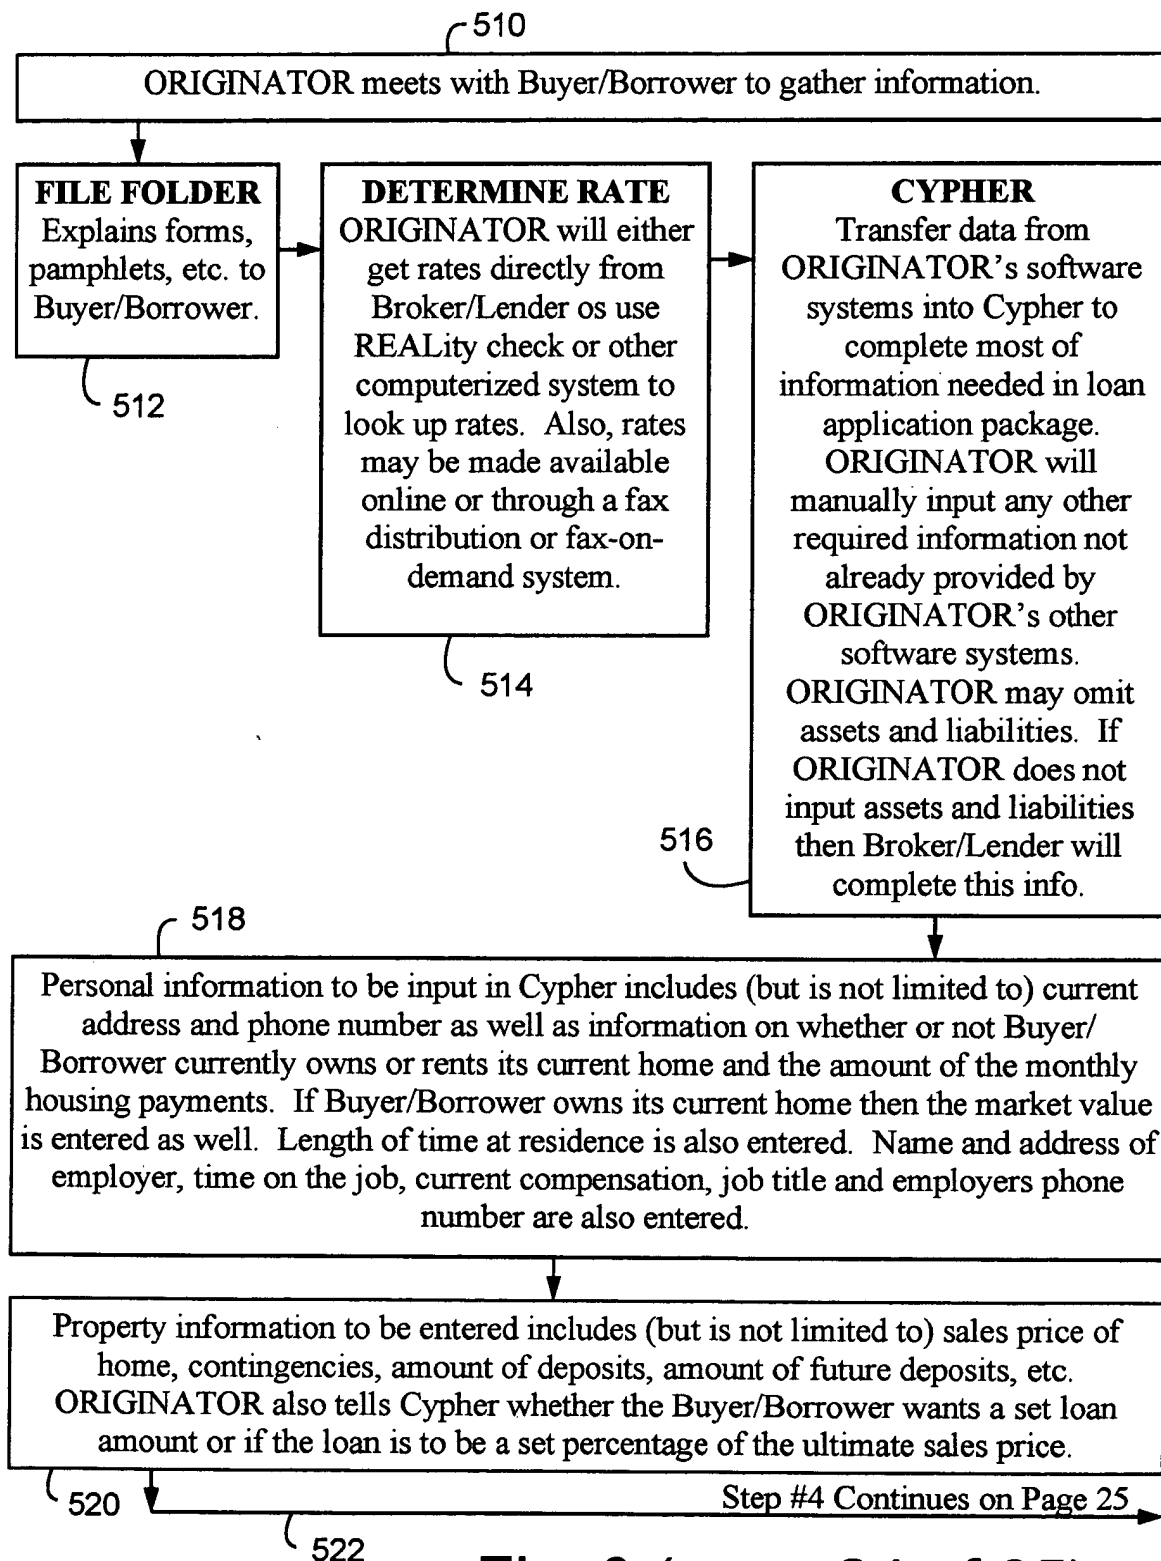 510
ORIGINATOR meets with Buyer/Borrower to gather information.
FILE FOLDER
Explains forms,
pamphlets, etc. to
Buyer/Borrower.
512
DETERMINE RATE
ORIGINATOR will either
get rates directly from
Broker/Lender os use
REALity check or other
computerized system to
look up rates. Also, rates
may be made available
online or through a fax
distribution or fax-on-
demand system.
514
CYPHER
Transfer data from
ORIGINATOR's software
systems into Cypher to
complete most of
information needed in loan
application package.
ORIGINATOR will
manually input any other
required information not
already provided by
ORIGINATOR's other
software systems.
ORIGINATOR may omit
assets and liabilities. If
ORIGINATOR does not
input assets and liabilities
then Broker/Lender will
complete this info.
516
518
Personal information to be input in Cypher includes (but is not limited to) current
address and phone number as well as information on whether or not Buyer/
Borrower currently owns or rents its current home and the amount of the monthly
housing payments. If Buyer/Borrower owns its current home then the market value
is entered as well. Length of time at residence is also entered. Name and address of
employer, time on the job, current compensation, job title and employers phone
number are also entered.
Property information to be entered includes (but is not limited to) sales price of
home, contingencies, amount of deposits, amount of future deposits, etc.
ORIGINATOR also tells Cypher whether the Buyer/Borrower wants a set loan
amount or if the loan is to be a set percentage of the ultimate sales price.
520
Step #4 Continues on Page 25
522